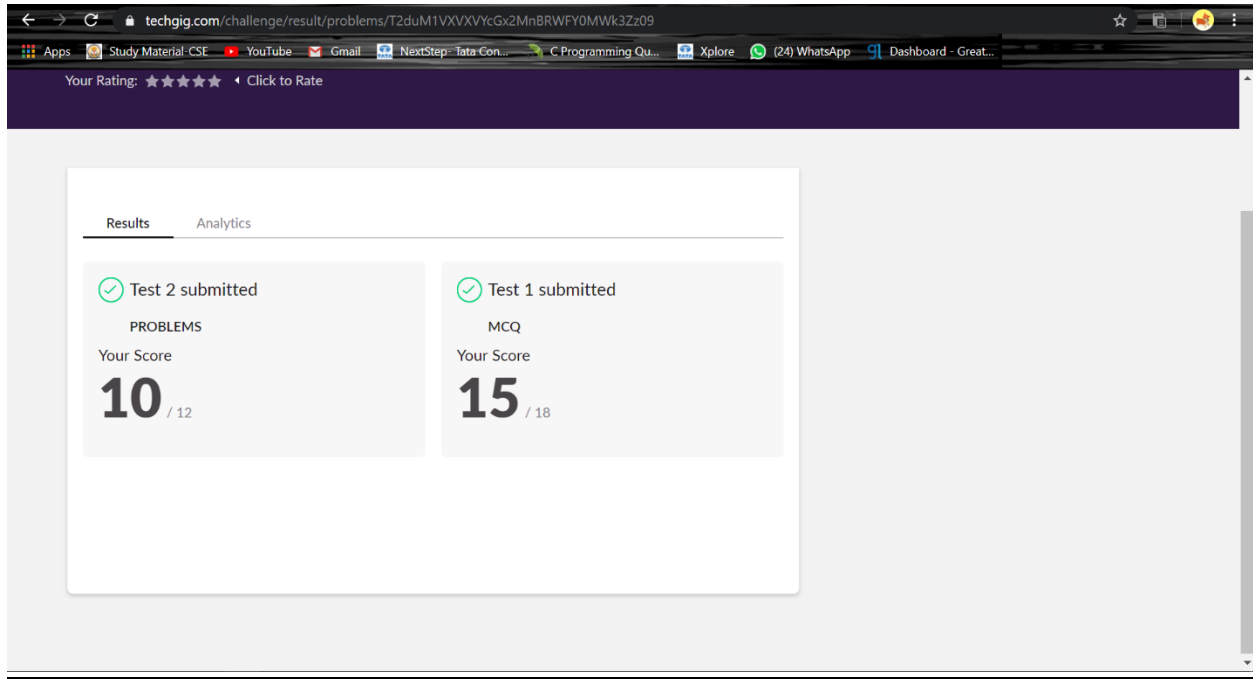 techgig.com/challenge/result/problems/T2duM1VXVXVYcGx2MnBRWFY0MWk3Zz09
Apps Study Material-CSE YouTube Gmail NextStep- Tata Con... C Programming Qu... Xplore (24) WhatsApp Dashboard - Great...
Your Rating: Click to Rate
Results Analytics
Test 2 submitted
PROBLEMS
Your Score
10 / 12
Test 1 submitted
MCQ
Your Score
15 / 18